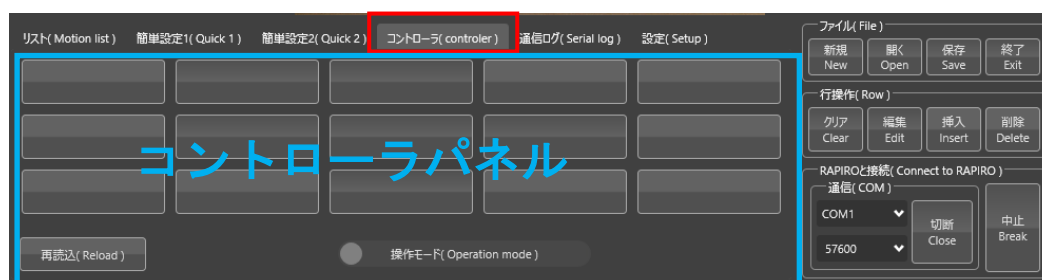 リスト( Motion list )
簡単設定1( Quick 1 )
簡単設定2( Quick 2 )
コントローラ( controler )
通信ログ( Serial log )
設定( Setup )
コントローラパネル
再読込( Reload )
操作モード( Operation mode )
ファイル( File )
新規
New
開く
Open
保存
Save
終了
Exit
行操作( Row )
クリア
Clear
編集
Edit
挿入
Insert
削除
Delete
RAPIROと接続( Connect to RAPIRO )
通信( COM )
COM1
57600
切断
Close
中止
Break